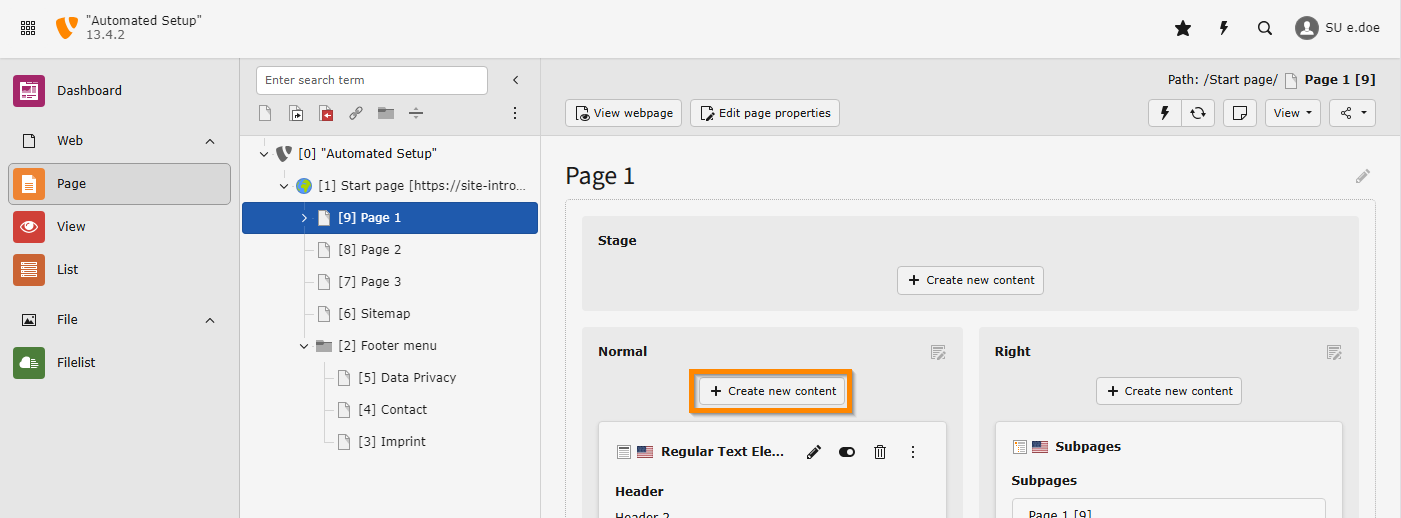 "Automated Setup"
13.4.2
SU e.doe
Dashboard
Web
Page
View
List
File
Filelist
Enter search term
[0] "Automated Setup"
[1] Start page [https://site-intro...
[9] Page 1
[8] Page 2
[7] Page 3
[6] Sitemap
[2] Footer menu
[5] Data Privacy
[4] Contact
[3] Imprint
Path: /Start page/ Page 1 [9]
View webpage Edit page properties View
Page 1
Stage
+ Create new content
Normal
+ Create new content
Regular Text Ele...
Header
Header 2
Right
+ Create new content
Subpages
Subpages
Page 1 [9]